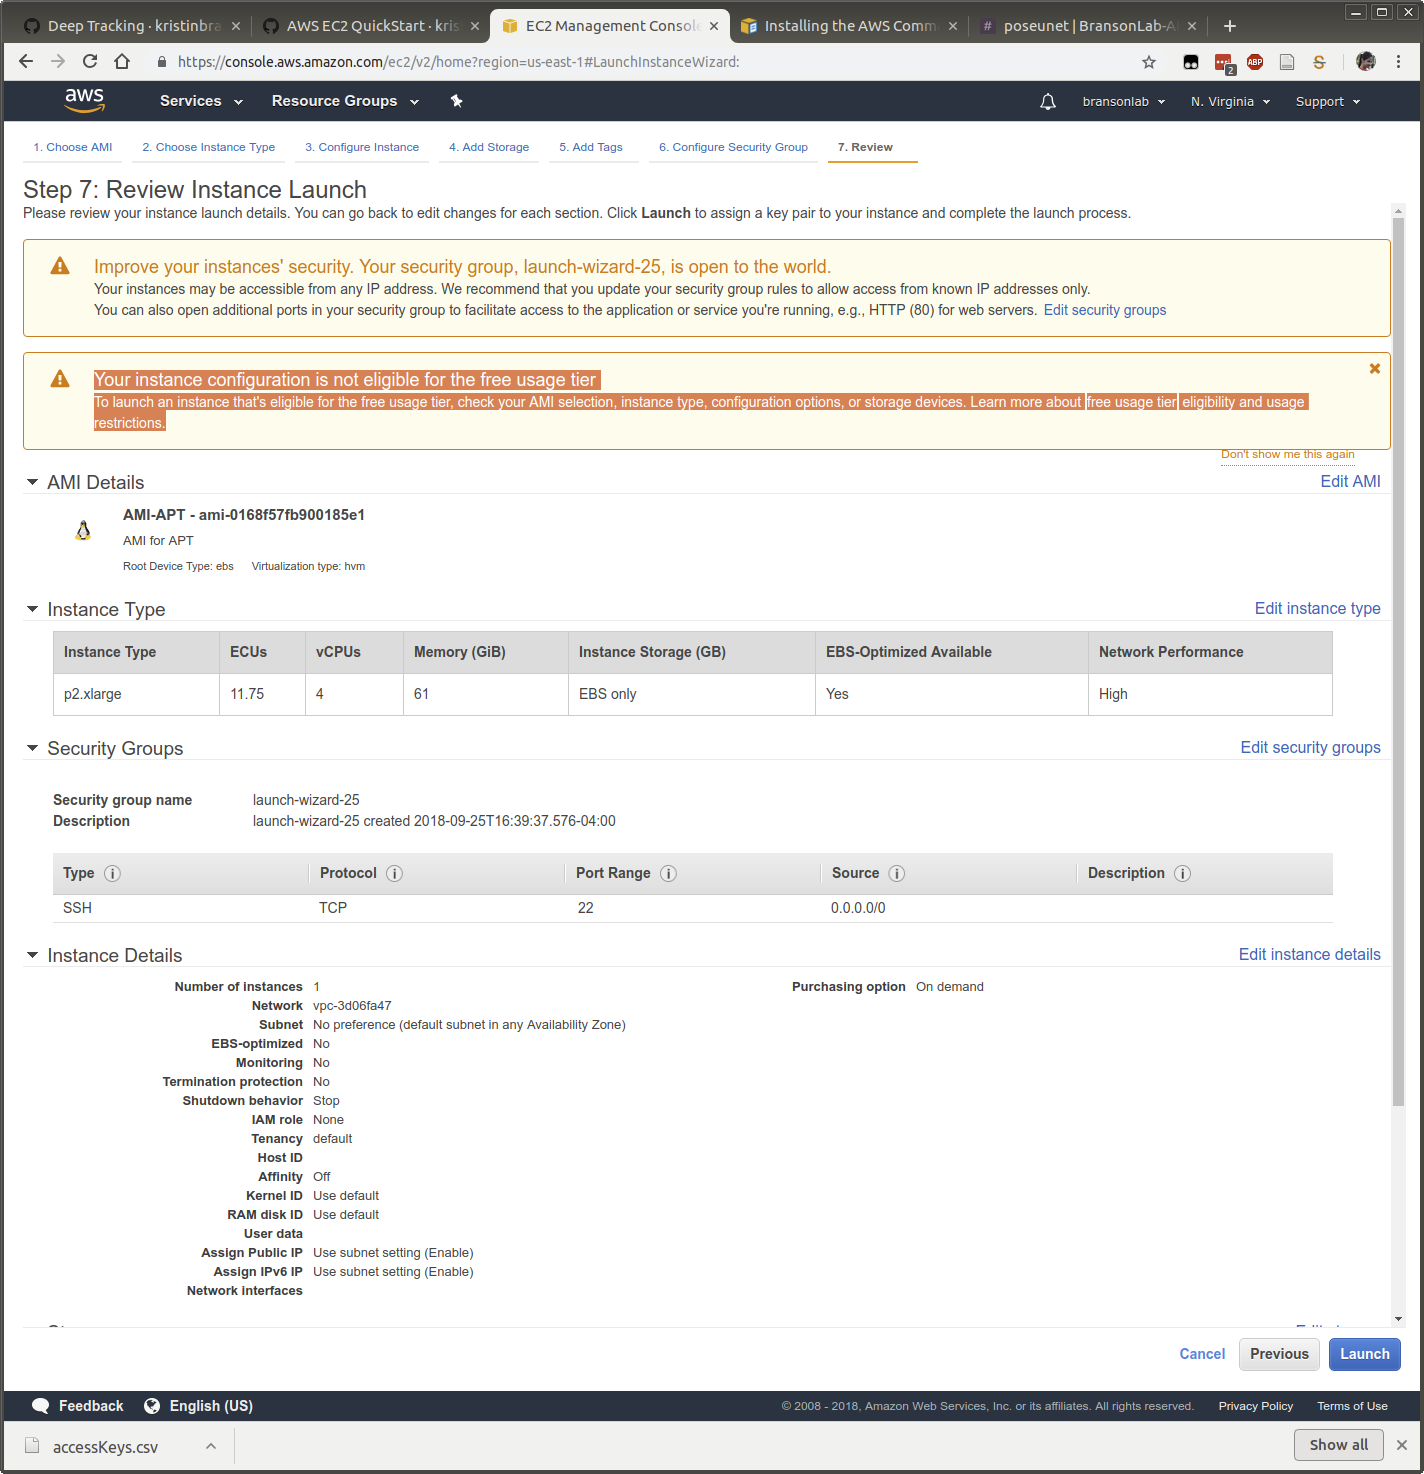 Deep Tracking · kristinbra
AWS EC2 QuickStart · kris
EC2 Management Console
Installing the AWS Comm
# poseunet | BransonLab-A
https://console.aws.amazon.com/ec2/v2/home?region=us-east-1#LaunchInstanceWizard:
2
ABP
S
aws
Services
Resource Groups
bransonlab
N. Virginia
Support
1. Choose AMI
2. Choose Instance Type
3. Configure Instance
4. Add Storage
5. Add Tags
6. Configure Security Group
7. Review
Step 7: Review Instance Launch
Please review your instance launch details. You can go back to edit changes for each section. Click Launch to assign a key pair to your instance and complete the launch process.
Improve your instances' security. Your security group, launch-wizard-25, is open to the world.
Your instances may be accessible from any IP address. We recommend that you update your security group rules to allow access from known IP addresses only.
You can also open additional ports in your security group to facilitate access to the application or service you're running, e.g., HTTP (80) for web servers. Edit security groups
Your instance configuration is not eligible for the free usage tier
To launch an instance that's eligible for the free usage tier, check your AMI selection, instance type, configuration options, or storage devices. Learn more about free usage tier eligibility and usage
restrictions.
Don't show me this again
AMI Details
Edit AMI
AMI-APT - ami-0168f57fb900185e1
AMI for APT
Root Device Type: ebs Virtualization type: hvm
Instance Type
Edit instance type
Instance Type ECUs vCPUs Memory (GiB) Instance Storage (GB) EBS-Optimized Available Network Performance
p2.xlarge 11.75 4 61 EBS only Yes High
Security Groups
Edit security groups
Security group name launch-wizard-25
Description launch-wizard-25 created 2018-09-25T16:39:37.576-04:00
Type Protocol Port Range Source Description
SSH TCP 22 0.0.0.0/0
Instance Details
Edit instance details
Number of instances 1
Purchasing option On demand
Network vpc-3d06fa47
Subnet No preference (default subnet in any Availability Zone)
EBS-optimized No
Monitoring No
Termination protection No
Shutdown behavior Stop
IAM role None
Tenancy default
Host ID
Affinity Off
Kernel ID Use default
RAM disk ID Use default
User data
Assign Public IP Use subnet setting (Enable)
Assign IPv6 IP Use subnet setting (Enable)
Network interfaces
Cancel
Previous
Launch
Feedback
English (US)
© 2008 - 2018, Amazon Web Services, Inc. or its affiliates. All rights reserved.
Privacy Policy
Terms of Use
accessKeys.csv
Show all